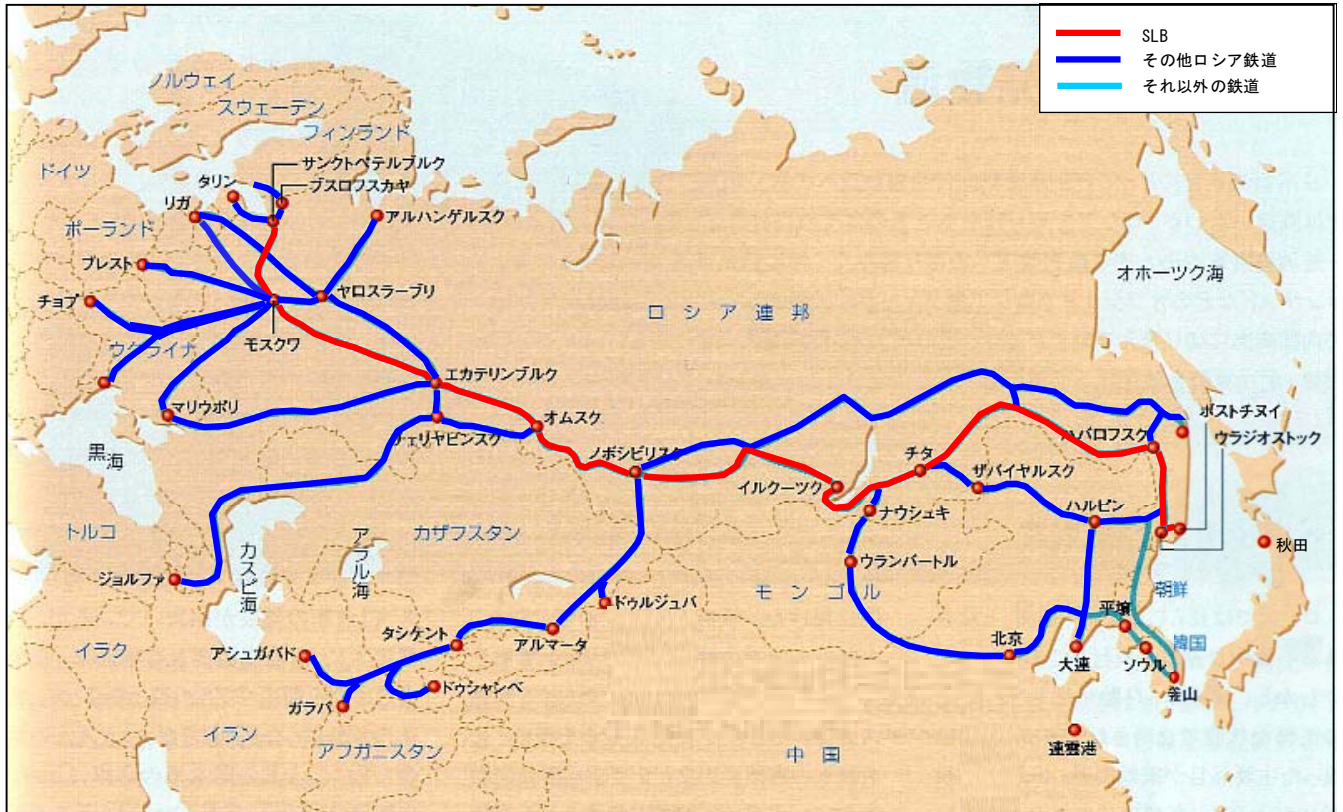 SLB
その他ロシア鉄道
それ以外の鉄道
ノルウェイ
スウェーデン
フィンランド
サンクトペテルブルク
ドイツ
タリン
ブスロフスカヤ
リガ
アルハンゲルスク
ポーランド
オホーツク海
ブレスト
ヤロスラーブリ
チョプ
ロシア連邦
モスクワ
ウクライナ
エカテリンブルク
マリウポリ
オムスク
ボストチヌイ
チェリヤビンスク
ハバロフスク
ウラジオストック
黒海
ノボシビリスク
チタ
ザバイヤルスク
イルクーツク
ナウシュキ
ハルビン
トルコ
カスピ海
アラル海
カザフスタン
秋田
ジョルファ
ウランバートル
モンゴル
朝鮮
ドゥルジュバ
平壌
タシケント
アルマータ
北京
韓国
イラク
アシュガバド
大連
ソウル
ドゥシャンベ
釜山
ガラバ
イラン
アフガニスタン
中国
連雲港